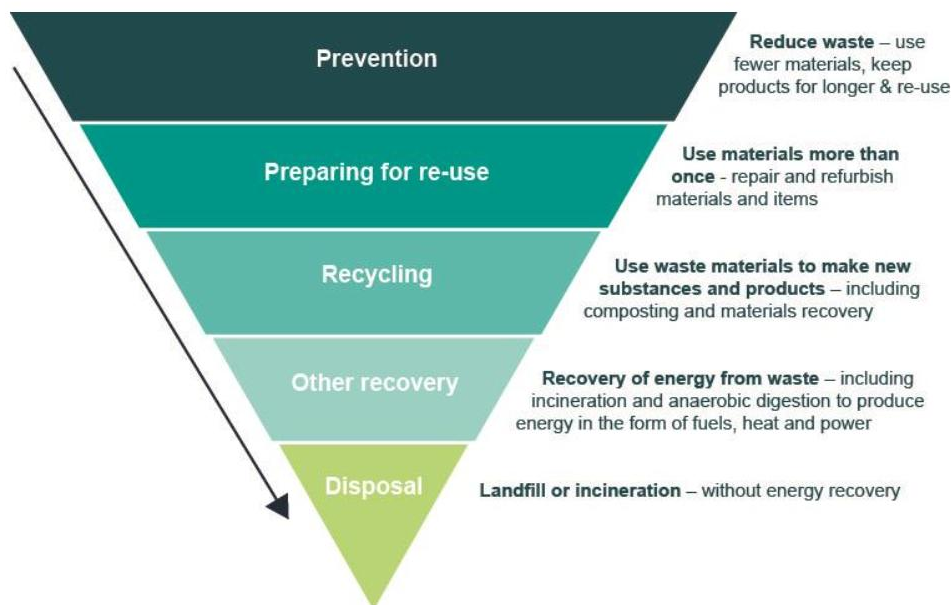 Prevention
Reduce waste – use
fewer materials, keep
products for longer & re-use
Preparing for re-use
Use materials more than
once - repair and refurbish
materials and items
Recycling
Use waste materials to make new
substances and products – including
composting and materials recovery
Other recovery
Recovery of energy from waste – including
incineration and anaerobic digestion to produce
energy in the form of fuels, heat and power
Disposal
Landfill or incineration – without energy recovery